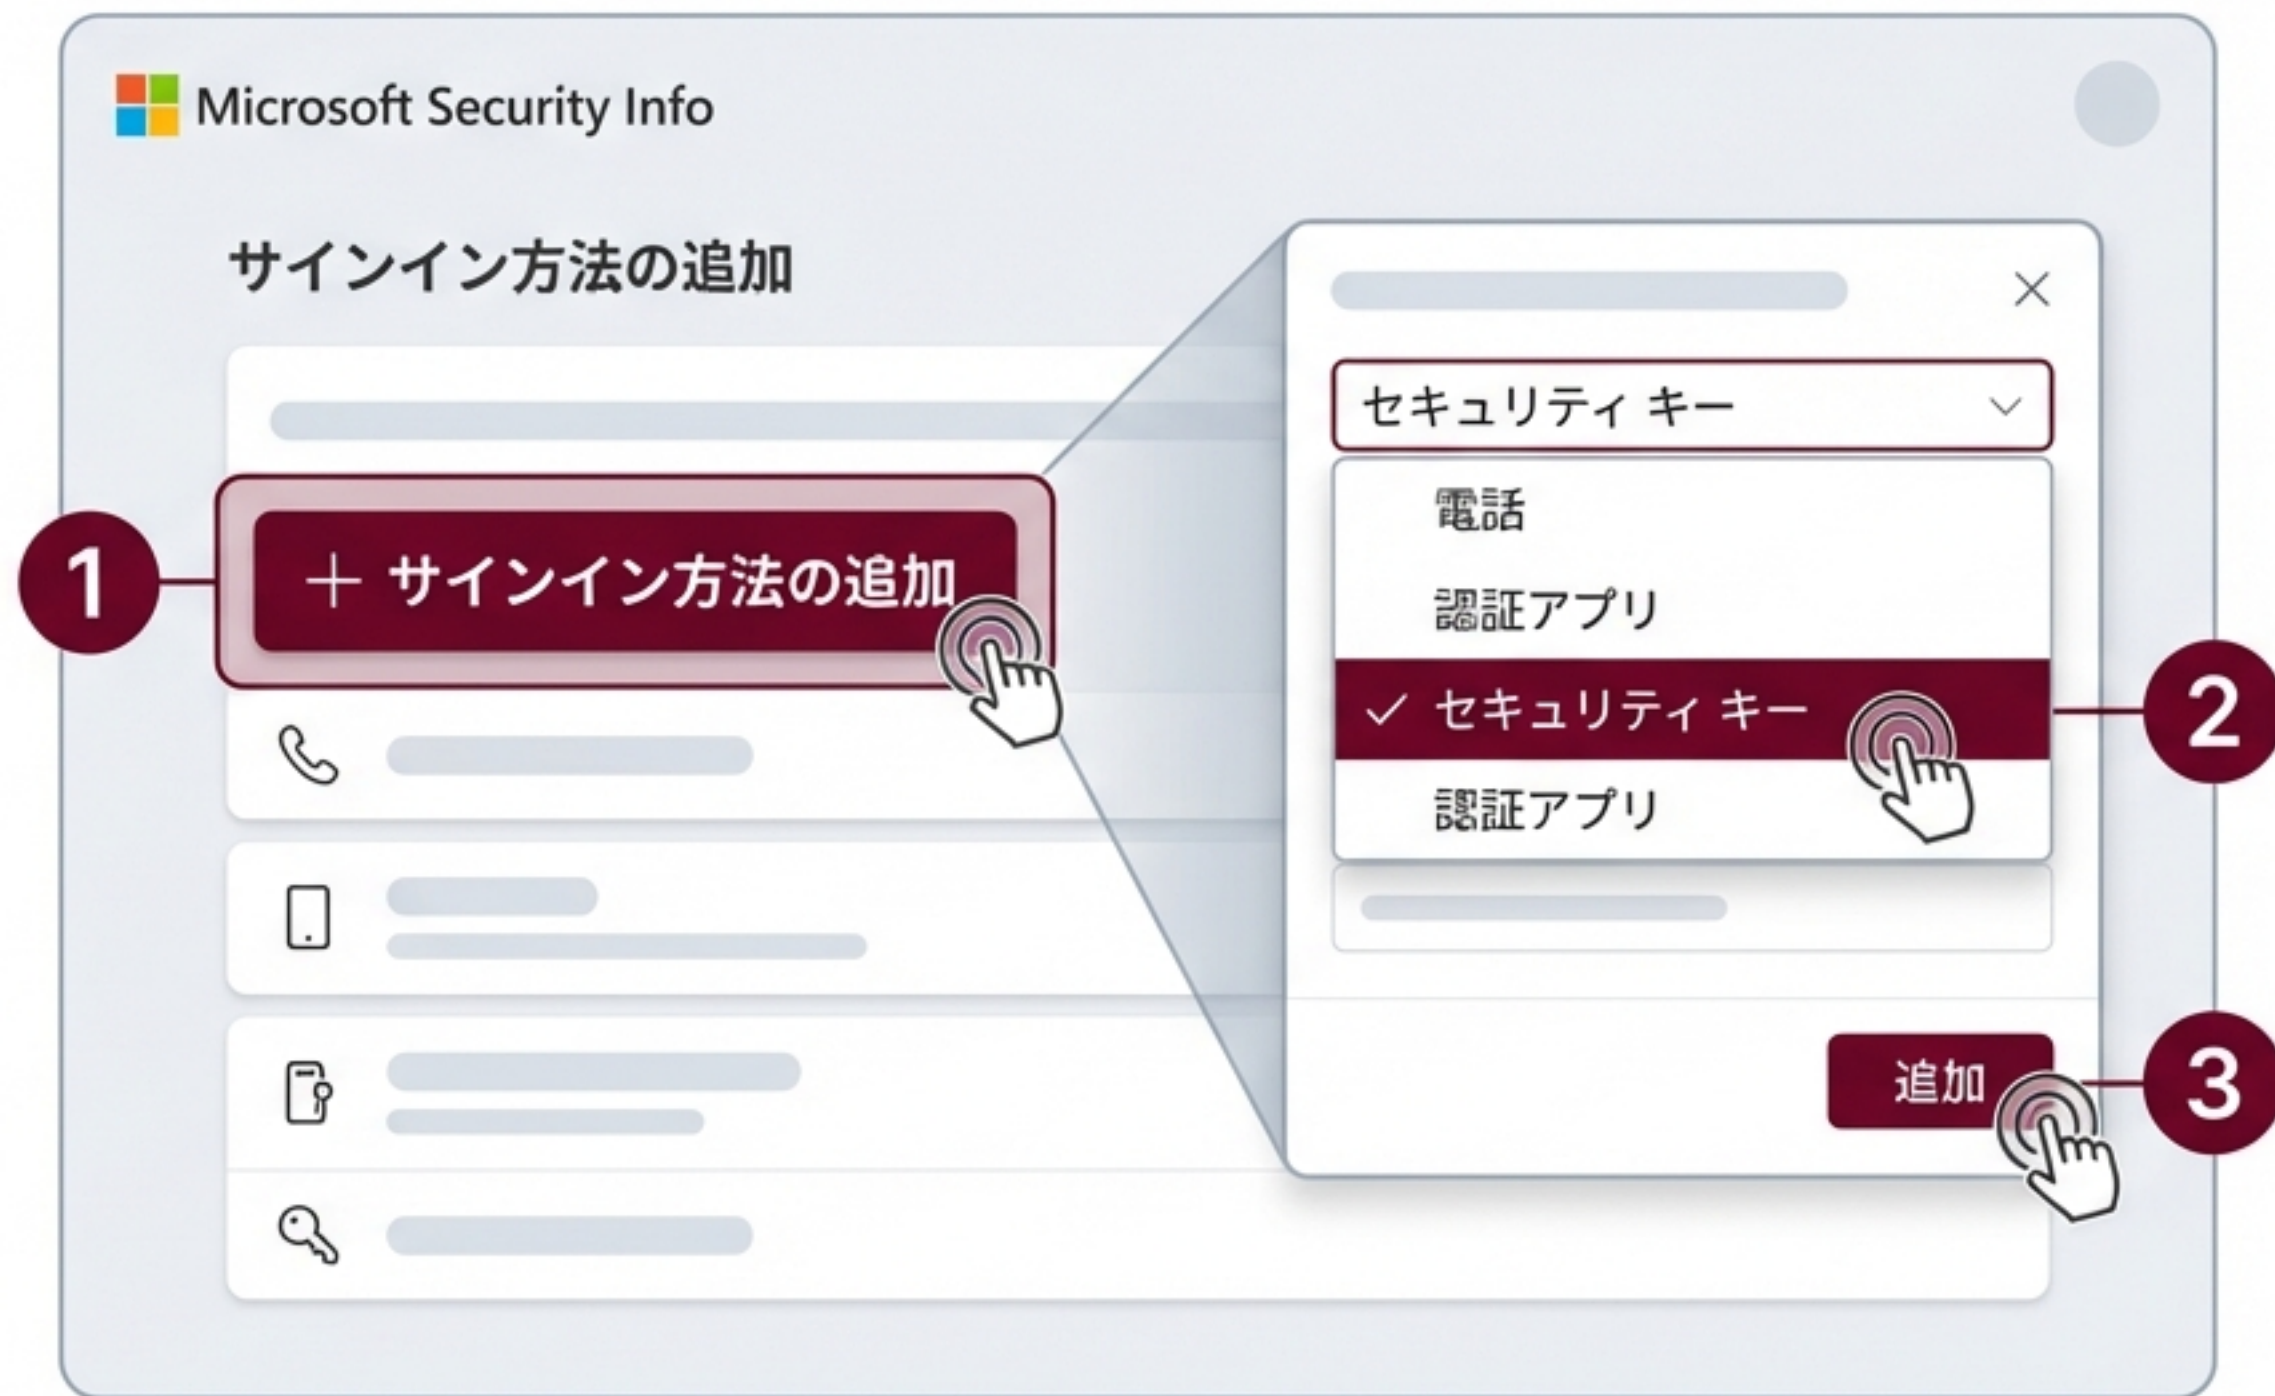 Microsoft Security Info
サインイン方法の追加
1
+ サインイン方法の追加
セキュリティ キー
電話
認証アプリ
✓ セキュリティ キー
2
認証アプリ
追加
3